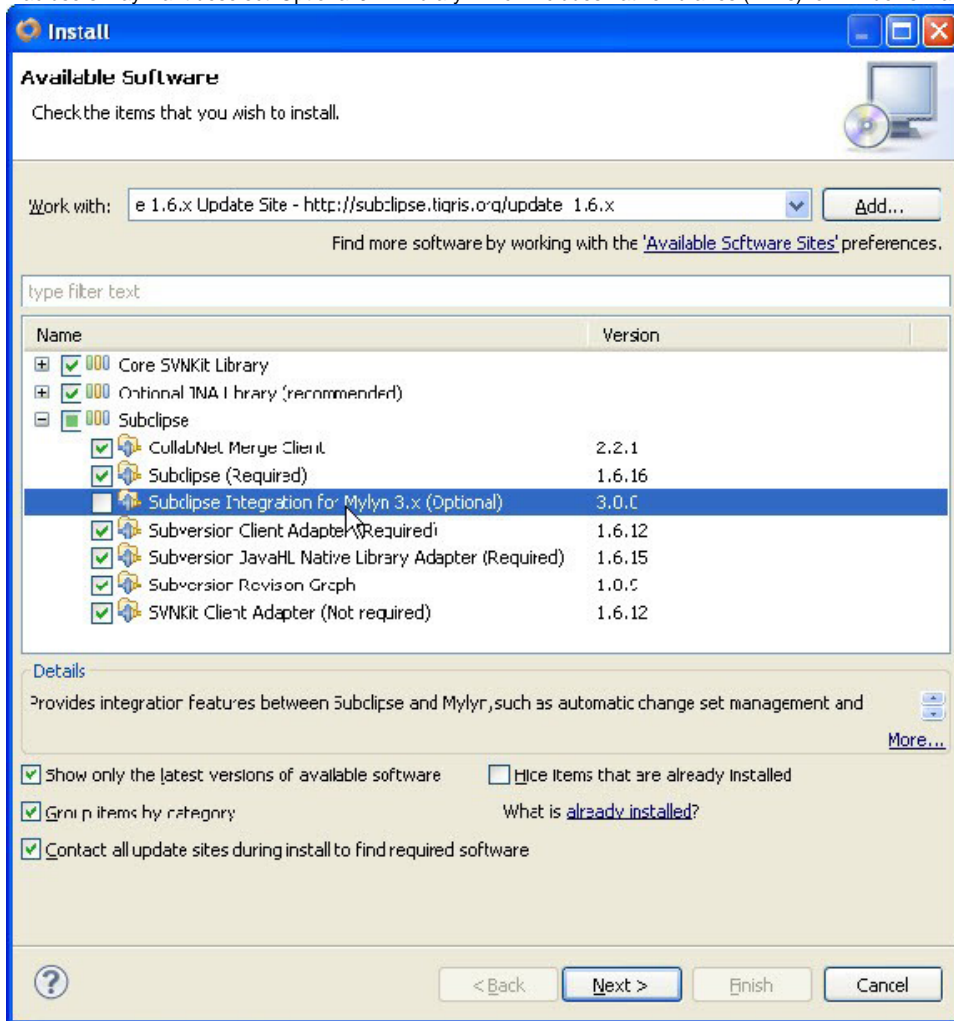 Install
Available Software
Check the items that you wish to install.
Work with: e 1.6.x Update Site - http://subclipse.tigris.org/update_1.6.x Add...
Find more software by working with the 'Available Software Sites' preferences.
type filter text
Name Version
Core SVNKit Library
Optional JNA Library (recommended)
Subclipse
CollabNet Merge Client 2.2.1
Subclipse (Required) 1.6.16
Subclipse Integration for Mylyn 3.x (Optional) 3.0.0
Subversion Client Adapter (Required) 1.6.12
Subversion JavaHL Native Library Adapter (Required) 1.6.15
Subversion Revison Graph 1.0.9
SVNKit Client Adapter (Not required) 1.6.12
Details
Provides integration features between Subclipse and Mylyn, such as automatic change set management and
More...
Show only the latest versions of available software Hide items that are already installed
Group items by category What is already installed?
Contact all update sites during install to find required software
< Back Next > Finish Cancel